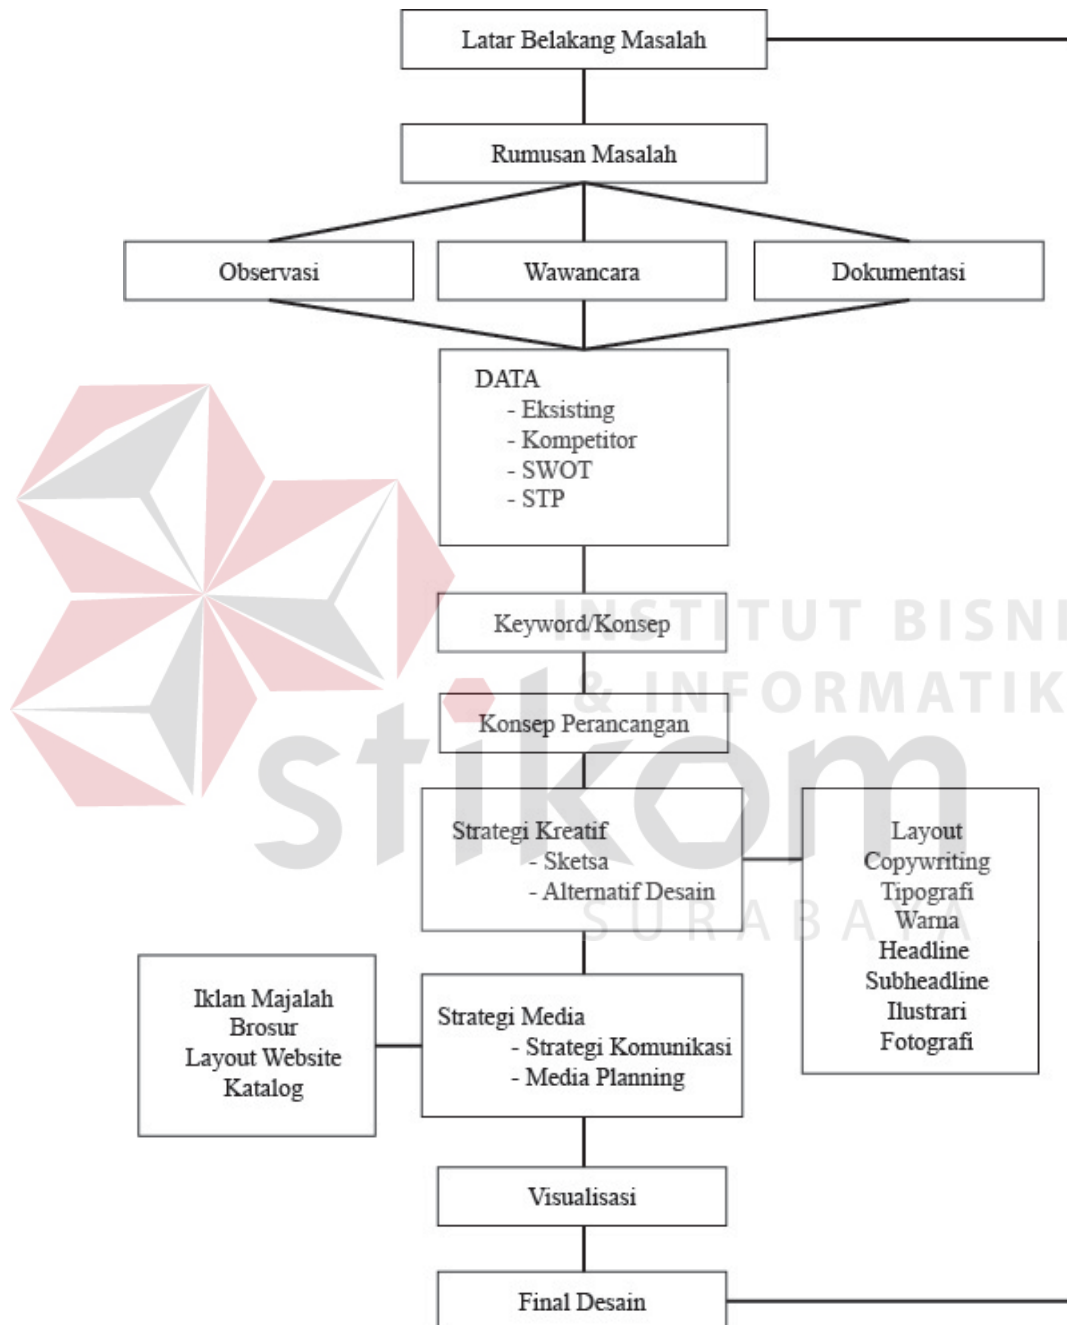 Latar Belakang Masalah
Rumusan Masalah
Observasi
Wawancara
Dokumentasi
DATA
- Eksisting
- Kompetitor
- SWOT
- STP
Keyword/Konsep
Konsep Perancangan
Strategi Kreatif
- Sketsa
- Alternatif Desain
Layout
Copywriting
Tipografi
Warna
Headline
Subheadline
Ilustrari
Fotografi
Iklan Majalah
Brosur
Layout Website
Katalog
Strategi Media
- Strategi Komunikasi
- Media Planning
Visualisasi
Final Desain
INSTITUT BISNI
& INFORMATIK
stikom
SURABAYA